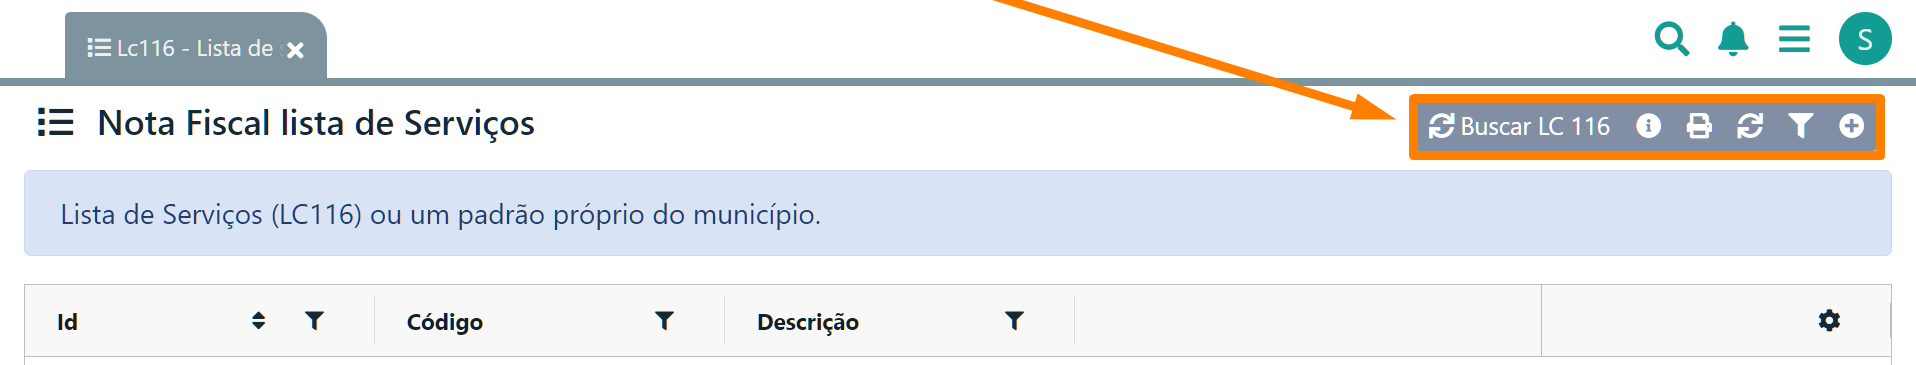 Lc116 - Lista de
S
Nota Fiscal lista de Serviços
Buscar LC 116
Lista de Serviços (LC116) ou um padrão próprio do município.
Id Código Descrição